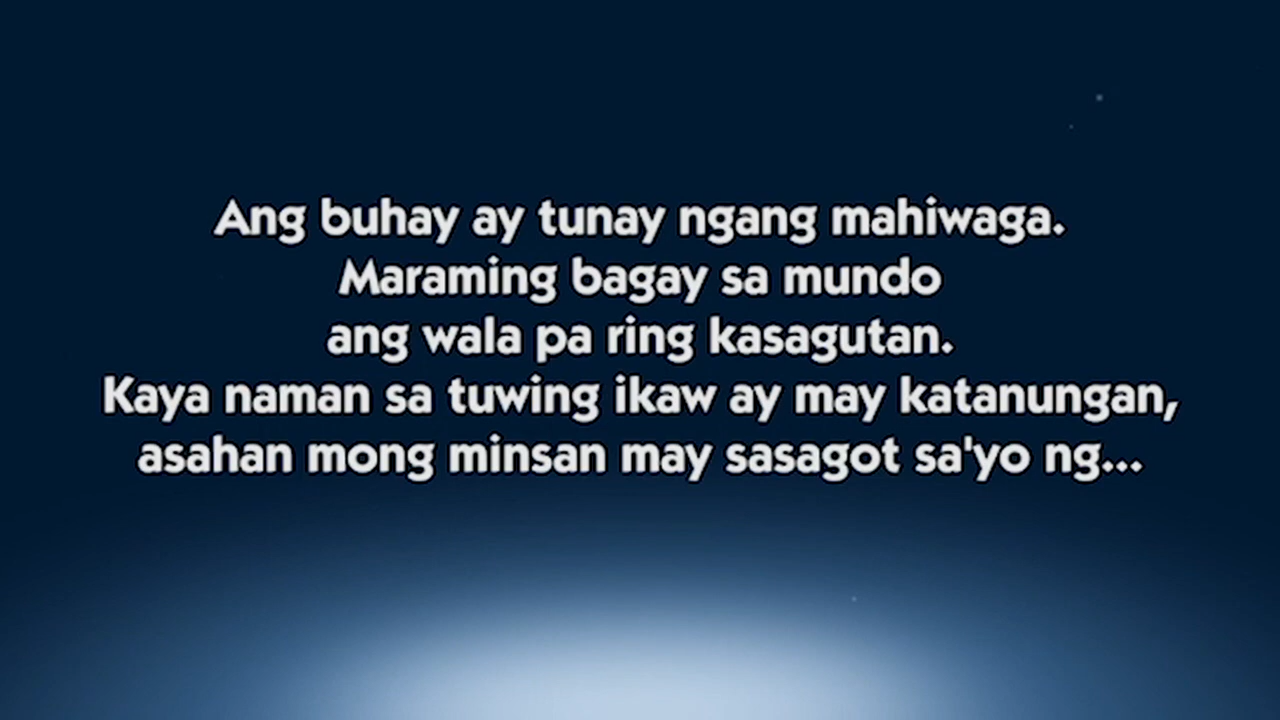 Ang buhay ay tunay ngang mahiwaga.
Maraming bagay sa mundo
ang wala pa ring kasagutan.
Kaya naman sa tuwing ikaw ay may katanungan,
asahan mong minsan may sasagot sa'yo ng...